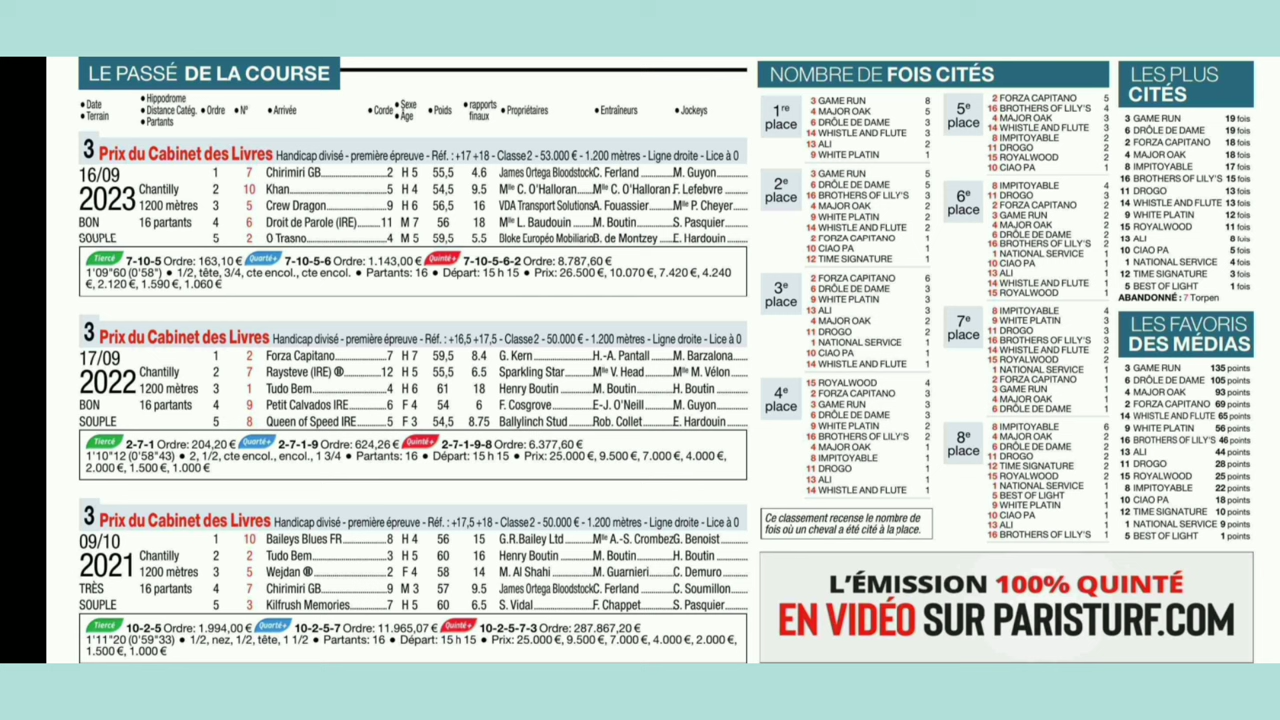 LE PASSÉ DE LA COURSE
• Date • Terrain • Hippodrome • Distance Catég. • Partants • Ordre • N° • Arrivée • Corde • Sexe • Age • Poids • rapports finaux • Propriétaires • Entraîneurs • Jockeys
3 Prix du Cabinet des Livres Handicap divisé - première épreuve - Réf. : +17 +18 - Classe 2 - 53.000 € - 1.200 mètres - Ligne droite - Lice à 0
16/09 1 7 Chirimiri GB 2 H 5 55,5 4.6 James Ortega Bloodstock C. Ferland M. Guyon
2023 Chantilly 2 10 Khan 5 H 4 54,5 9.5 Mlle C. O'Halloran Mlle C. O'Halloran F. Lefebvre
1200 mètres 3 5 Crew Dragon 9 H 6 56,5 16 VDA Transport Solutions A. Fouassier Mlle P. Cheyer
BON 16 partants 4 6 Droit de Parole (IRE) 11 M 7 56 18 Mme L. Baudouin M. Boutin S. Pasquier
SOUPLE 5 2 O Trasno 4 M 5 59,5 5.5 Bloke Européo Mobiliario B. de Montzey E. Hardouin
Tiercé 7-10-5 Ordre: 163,10 € Quarté+ 7-10-5-6 Ordre: 1.143,00 € Quinté+ 7-10-5-6-2 Ordre: 8.787,60 €
1'09"60 (0'58") • 1/2, tête, 3/4, cte encol., cte encol. • Partants: 16 • Départ: 15 h 15 • Prix: 26.500 €, 10.070 €, 7.420 €, 4.240
€, 2.120 €, 1.590 €, 1.060 €
3 Prix du Cabinet des Livres Handicap divisé - première épreuve - Réf. : +16,5 +17,5 - Classe 2 - 50.000 € - 1.200 mètres - Ligne droite - Lice à 0
17/09 1 2 Forza Capitano 7 H 7 59,5 8.4 G. Kern H.-A. Pantall M. Barzalona
2022 Chantilly 2 7 Raysteve (IRE) ® 12 H 5 55,5 6.5 Sparkling Star Mme V. Head Mlle M. Vélon
1200 mètres 3 1 Tudo Bem 4 H 6 61 18 Henry Boutin M. Boutin H. Boutin
BON 16 partants 4 9 Petit Calvados IRE 6 F 4 54 6 F. Cosgrove E-J. O'Neill M. Guyon
SOUPLE 5 8 Queen of Speed IRE 5 F 3 54,5 8.75 Ballylinch Stud Rob. Collet E. Hardouin
Tiercé 2-7-1 Ordre: 204,20 € Quarté+ 2-7-1-9 Ordre: 624,26 € Quinté+ 2-7-1-9-8 Ordre: 6.377,60 €
1'10"12 (0'58"43) • 2, 1/2, cte encol., encol., 1 3/4 • Partants: 16 • Départ: 15 h 15 • Prix: 25.000 €, 9.500 €, 7.000 €, 4.000 €,
2.000 €, 1.500 €, 1.000 €
3 Prix du Cabinet des Livres Handicap divisé - première épreuve - Réf. : +17,5 +18 - Classe 2 - 50.000 € - 1.200 mètres - Ligne droite - Lice à 0
09/10 1 10 Baileys Blues FR 8 H 4 56 15 G.R.Bailey Ltd Mlle A.-S. Crombez G. Benoist
2021 Chantilly 2 2 Tudo Bem 3 H 5 60 16 Henry Boutin M. Boutin H. Boutin
1200 mètres 3 5 Wejdan ® 2 F 4 58 14 M. Al Shahi M. Guarnieri C. Demuro
TRÈS 16 partants 4 7 Chirimiri GB 9 M 3 57 9.5 James Ortega Bloodstock C. Ferland C. Soumillon
SOUPLE 5 3 Kilfrush Memories 7 H 5 60 6.5 S. Vidal F. Chappet S. Pasquier
Tiercé 10-2-5 Ordre: 1.994,00 € Quarté+ 10-2-5-7 Ordre: 11.965,07 € Quinté+ 10-2-5-7-3 Ordre: 287.867,20 €
1'11"20 (0'59"33) • 1/2, nez, 1/2, tête, 1 1/2 • Partants: 16 • Départ: 15 h 15 • Prix: 25.000 €, 9.500 €, 7.000 €, 4.000 €, 2.000 €,
1.500 €, 1.000 €
NOMBRE DE FOIS CITÉS
1re place
3 GAME RUN 8
4 MAJOR OAK 5
6 DRÔLE DE DAME 3
14 WHISTLE AND FLUTE 3
13 ALI 2
9 WHITE PLATIN 1
2e place
3 GAME RUN 5
6 DRÔLE DE DAME 5
16 BROTHERS OF LILY'S 3
4 MAJOR OAK 2
9 WHITE PLATIN 2
14 WHISTLE AND FLUTE 2
2 FORZA CAPITANO 1
10 CIAO PA 1
12 TIME SIGNATURE 1
3e place
2 FORZA CAPITANO 6
6 DRÔLE DE DAME 3
9 WHITE PLATIN 3
13 ALI 3
4 MAJOR OAK 2
11 DROGO 2
1 NATIONAL SERVICE 1
10 CIAO PA 1
14 WHISTLE AND FLUTE 1
4e place
15 ROYALWOOD 4
2 FORZA CAPITANO 3
3 GAME RUN 3
6 DRÔLE DE DAME 3
9 WHITE PLATIN 2
16 BROTHERS OF LILY'S 2
4 MAJOR OAK 1
8 IMPITOYABLE 1
11 DROGO 1
13 ALI 1
14 WHISTLE AND FLUTE 1
Ce classement recense le nombre de
fois où un cheval a été cité à la place.
5e place
2 FORZA CAPITANO 5
16 BROTHERS OF LILY'S 4
4 MAJOR OAK 3
14 WHISTLE AND FLUTE 3
8 IMPITOYABLE 2
11 DROGO 2
15 ROYALWOOD 2
10 CIAO PA 1
6e place
8 IMPITOYABLE 4
11 DROGO 3
2 FORZA CAPITANO 2
3 GAME RUN 2
4 MAJOR OAK 2
6 DRÔLE DE DAME 2
16 BROTHERS OF LILY'S 2
1 NATIONAL SERVICE 1
10 CIAO PA 1
13 ALI 1
14 WHISTLE AND FLUTE 1
15 ROYALWOOD 1
7e place
8 IMPITOYABLE 4
9 WHITE PLATIN 3
11 DROGO 3
16 BROTHERS OF LILY'S 3
14 WHISTLE AND FLUTE 2
15 ROYALWOOD 2
1 NATIONAL SERVICE 1
2 FORZA CAPITANO 1
3 GAME RUN 1
4 MAJOR OAK 1
6 DRÔLE DE DAME 1
8e place
8 IMPITOYABLE 6
4 MAJOR OAK 2
6 DRÔLE DE DAME 2
11 DROGO 2
12 TIME SIGNATURE 2
15 ROYALWOOD 2
1 NATIONAL SERVICE 1
5 BEST OF LIGHT 1
9 WHITE PLATIN 1
10 CIAO PA 1
13 ALI 1
16 BROTHERS OF LILY'S 1
LES PLUS
CITÉS
3 GAME RUN 19 fois
6 DRÔLE DE DAME 19 fois
2 FORZA CAPITANO 18 fois
4 MAJOR OAK 18 fois
8 IMPITOYABLE 17 fois
16 BROTHERS OF LILY'S 15 fois
11 DROGO 13 fois
14 WHISTLE AND FLUTE 13 fois
9 WHITE PLATIN 12 fois
15 ROYALWOOD 11 fois
13 ALI 8 fois
10 CIAO PA 5 fois
1 NATIONAL SERVICE 4 fois
12 TIME SIGNATURE 3 fois
5 BEST OF LIGHT 1 fois
ABANDONNÉ : 7 Torpen
LES FAVORIS
DES MÉDIAS
3 GAME RUN 135 points
6 DRÔLE DE DAME 105 points
4 MAJOR OAK 93 points
2 FORZA CAPITANO 69 points
14 WHISTLE AND FLUTE 65 points
9 WHITE PLATIN 56 points
16 BROTHERS OF LILY'S 46 points
13 ALI 44 points
11 DROGO 28 points
15 ROYALWOOD 25 points
8 IMPITOYABLE 22 points
10 CIAO PA 18 points
12 TIME SIGNATURE 10 points
1 NATIONAL SERVICE 9 points
5 BEST OF LIGHT 1 points
L'ÉMISSION 100% QUINTÉ
EN VIDÉO SUR PARISTURF.COM